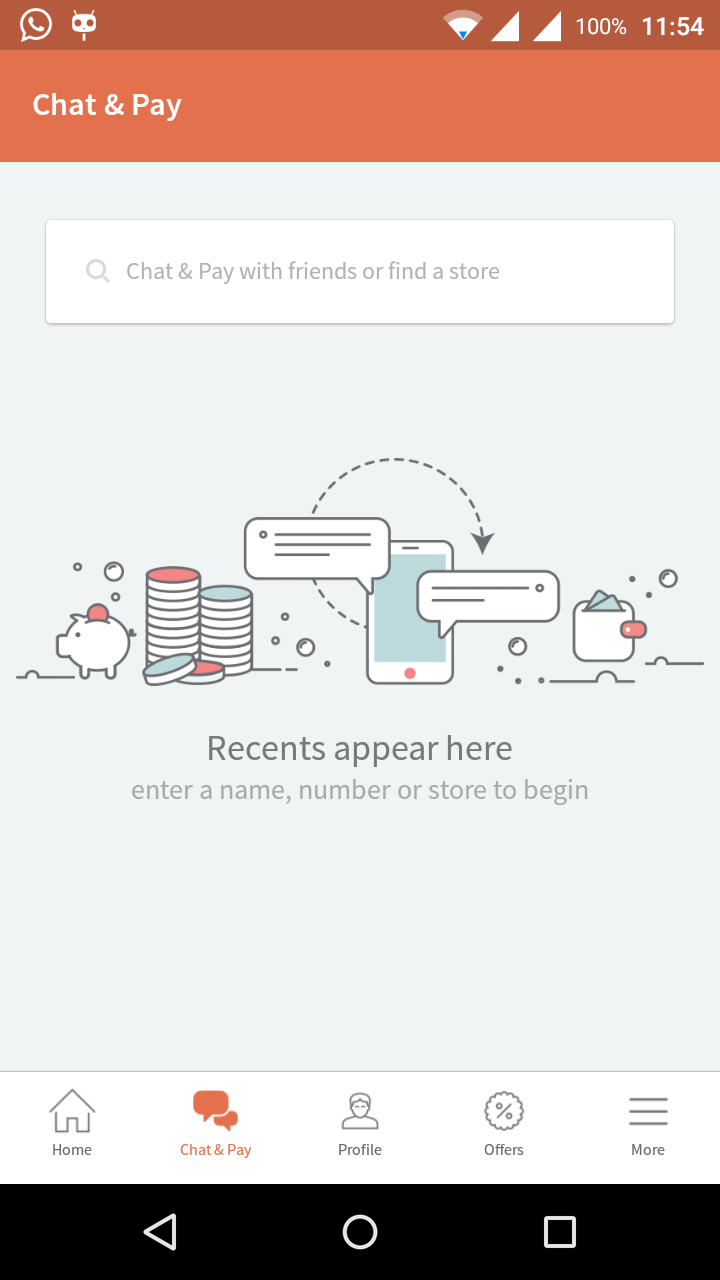 100% 11:54
Chat & Pay
Chat & Pay with friends or find a store
Recents appear here
enter a name, number or store to begin
Home Chat & Pay Profile Offers More